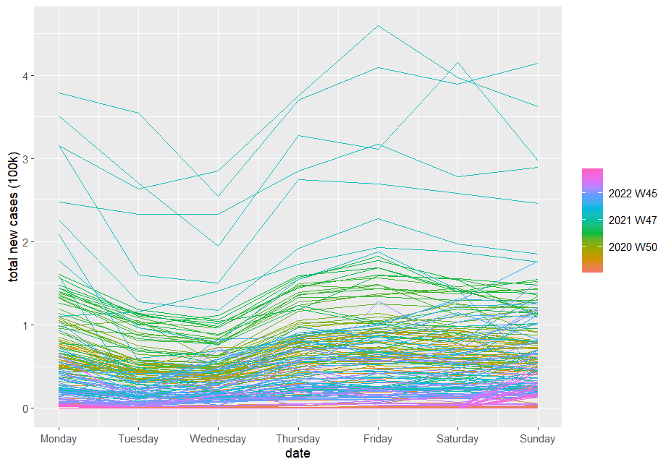 total new cases (100k)
4
3
2
1
0
Monday
Tuesday
Wednesday
Thursday
Friday
Saturday
Sunday
date
2022 W45
2021 W47
2020 W50